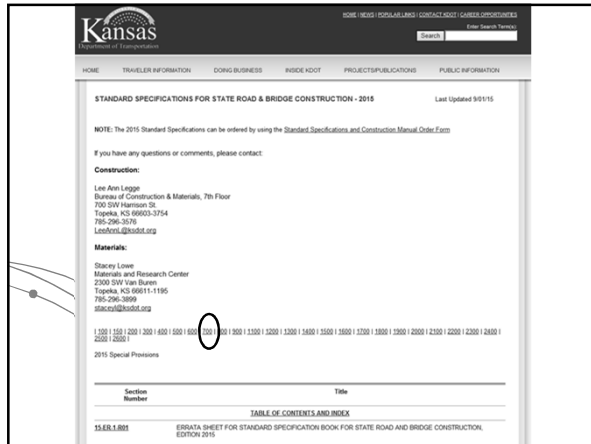 Kansas
Department of Transportation
HOME | NEWS | POPULAR LINKS | CONTACT KDOT | CAREER OPPORTUNITIES
Enter Search Term(s):
Search
HOME TRAVELER INFORMATION DOING BUSINESS INSIDE KDOT PROJECTS/PUBLICATIONS PUBLIC INFORMATION
STANDARD SPECIFICATIONS FOR STATE ROAD & BRIDGE CONSTRUCTION - 2015 Last Updated 9/01/15
NOTE: The 2015 Standard Specifications can be ordered by using the Standard Specifications and Construction Manual Order Form
If you have any questions or comments, please contact:
Construction:
Lee Ann Legge
Bureau of Construction & Materials, 7th Floor
700 SW Harrison St.
Topeka, KS 66603-3754
785-296-3576
LeeAnnL@ksdot.org
Materials:
Stacey Lowe
Materials and Research Center
2300 SW Van Buren
Topeka, KS 66611-1195
785-296-3899
staceyl@ksdot.org
| 100 | 150 | 200 | 300 | 400 | 500 | 600 | 700 | 800 | 900 | 1100 | 1200 | 1300 | 1400 | 1500 | 1600 | 1700 | 1800 | 1900 | 2000 | 2100 | 2200 | 2300 | 2400 |
2500 | 2600 |
2015 Special Provisions
Section Number Title
TABLE OF CONTENTS AND INDEX
15-ER-1-R01 ERRATA SHEET FOR STANDARD SPECIFICATION BOOK FOR STATE ROAD AND BRIDGE CONSTRUCTION,
EDITION 2015